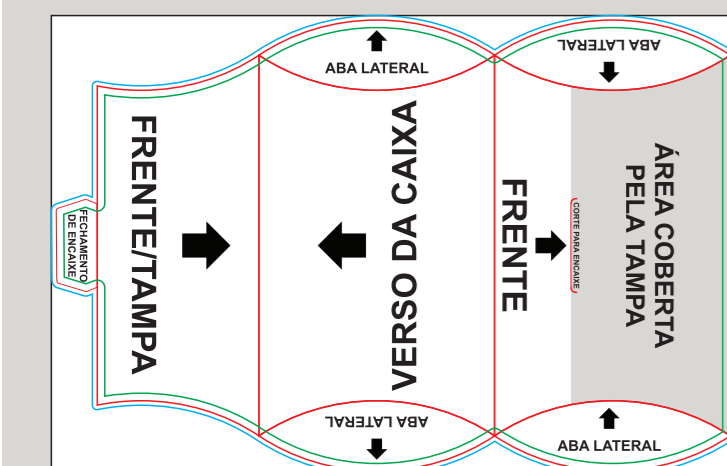 ABA LATERAL
ABA LATERAL
FRENTE/TAMPA
VERSO DA CAIXA
FRENTE
ÁREA COBERTA
PELA TAMPA
FECHAMENTO
DE ENCAIXE
CORTE PARA ENCAIXE
ABA LATERAL
ABA LATERAL